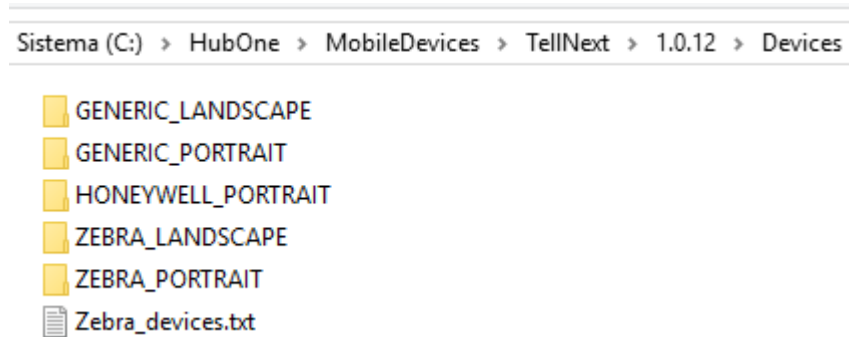 Sistema (C:) > HubOne > MobileDevices > TellNext > 1.0.12 > Devices
GENERIC_LANDSCAPE
GENERIC_PORTRAIT
HONEYWELL_PORTRAIT
ZEBRA_LANDSCAPE
ZEBRA_PORTRAIT
Zebra_devices.txt